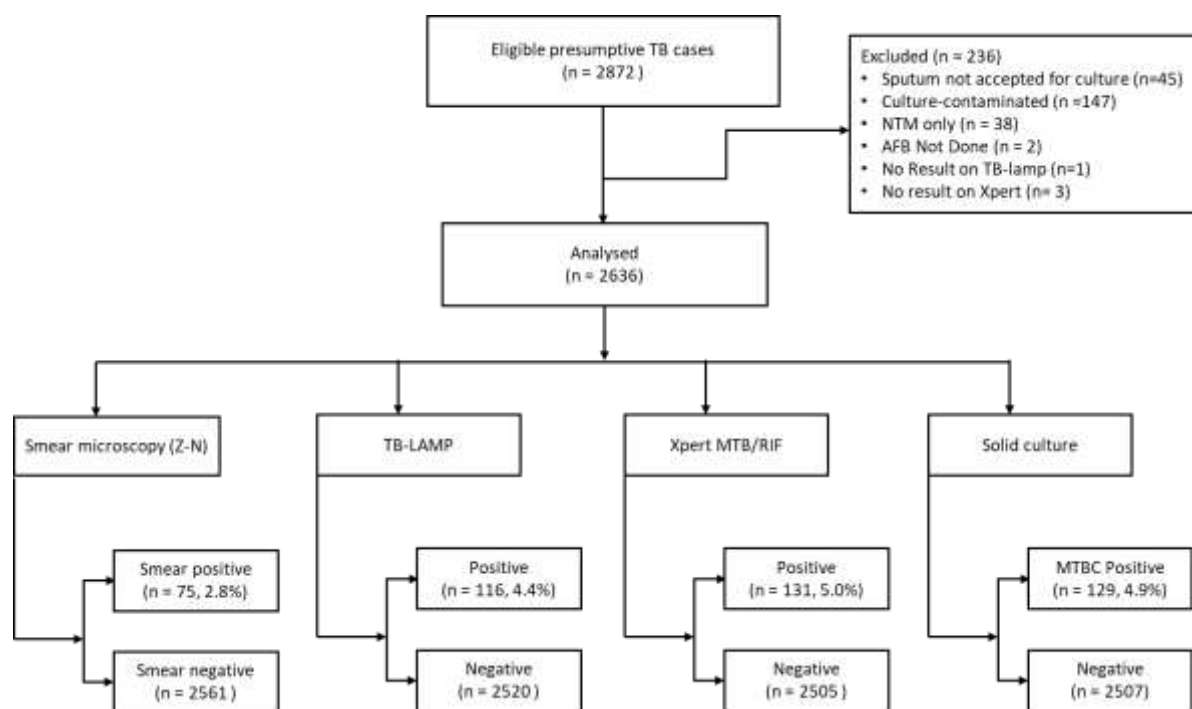 Eligible presumptive TB cases
(n = 2872 )
Excluded (n = 236)
• Sputum not accepted for culture (n=45)
• Culture-contaminated (n =147)
• NTM only (n = 38)
• AFB Not Done (n = 2)
• No Result on TB-lamp (n=1)
• No result on Xpert (n= 3)
Analysed
(n = 2636)
Smear microscopy (Z-N)
TB-LAMP
Xpert MTB/RIF
Solid culture
Smear positive
(n = 75, 2.8%)
Positive
(n = 116, 4.4%)
Positive
(n = 131, 5.0%)
MTBC Positive
(n = 129, 4.9%)
Smear negative
(n = 2561 )
Negative
(n = 2520 )
Negative
(n = 2505 )
Negative
(n = 2507)